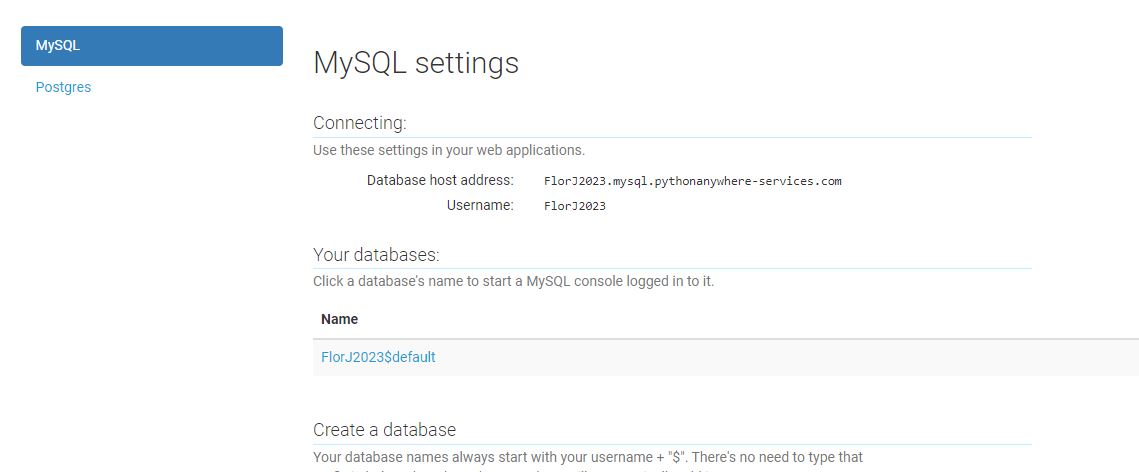 MySQL
Postgres
MySQL settings
Connecting:
Use these settings in your web applications.
Database host address: FlorJ2023.mysql.pythonanywhere-services.com
Username: FlorJ2023
Your databases:
Click a database's name to start a MySQL console logged in to it.
Name
FlorJ2023$default
Create a database
Your database names always start with your username + "$". There's no need to type that